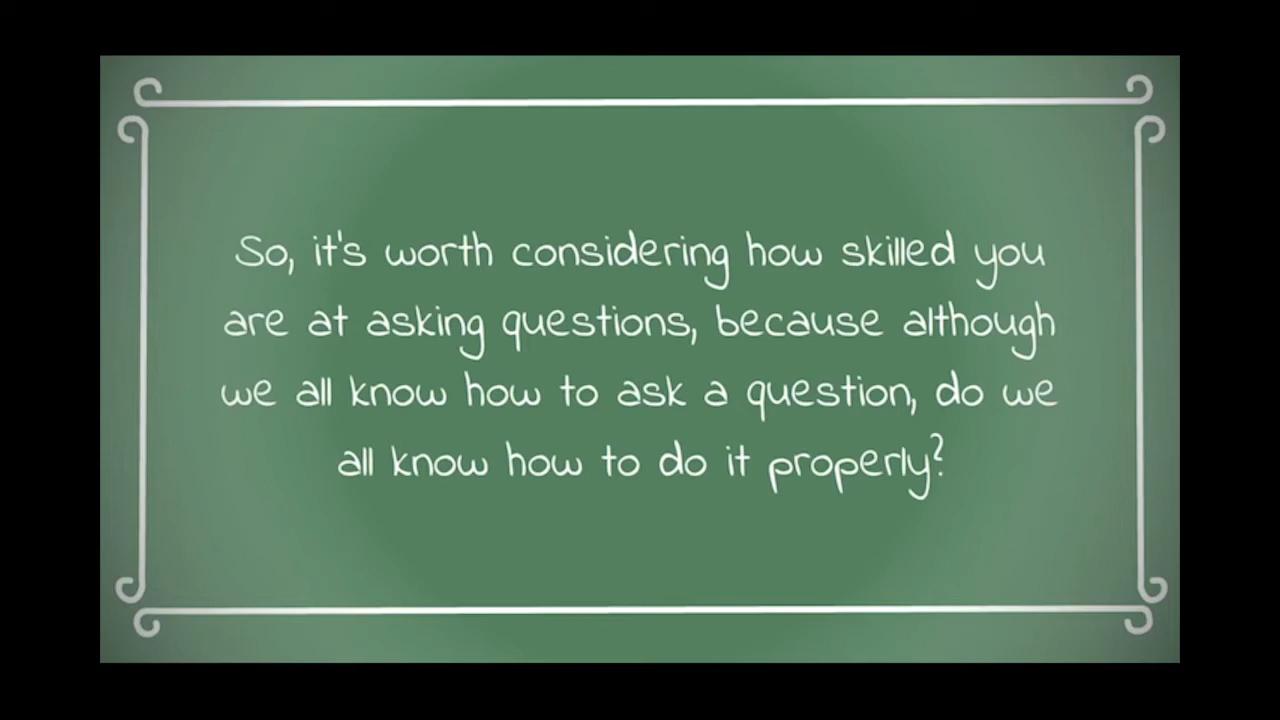 So, it's worth considering how skilled you
are at asking questions, because although
we all know how to ask a question, do we
all know how to do it properly?